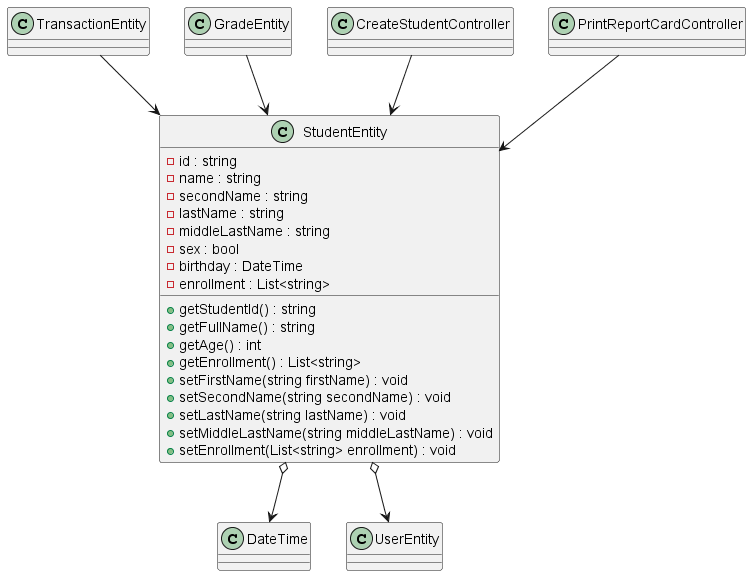 C TransactionEntity
C GradeEntity
C CreateStudentController
C PrintReportCardController
C StudentEntity
id : string
name : string
secondName : string
lastName : string
middleLastName : string
sex : bool
birthday : DateTime
enrollment : List<string>
getStudentId() : string
getFullName() : string
getAge() : int
getEnrollment() : List<string>
setFirstName(string firstName) : void
setSecondName(string secondName) : void
setLastName(string lastName) : void
setMiddleLastName(string middleLastName) : void
setEnrollment(List<string> enrollment) : void
C DateTime
C UserEntity